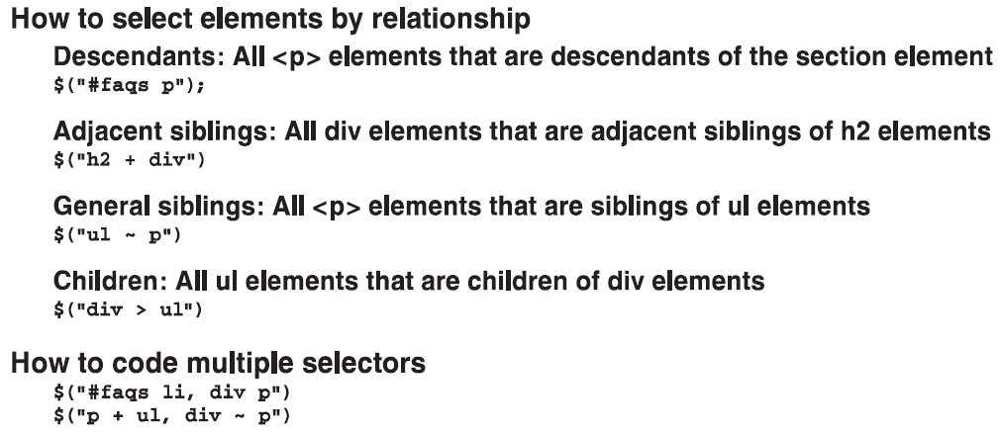 How to select elements by relationship
Descendants: All <p> elements that are descendants of the section element
$("#faqs p");
Adjacent siblings: All div elements that are adjacent siblings of h2 elements
$("h2 + div")
General siblings: All <p> elements that are siblings of ul elements
$("ul ~ p")
Children: All ul elements that are children of div elements
$("div > ul")
How to code multiple selectors
$("#faqs li, div p")
$("p + ul, div ~ p")